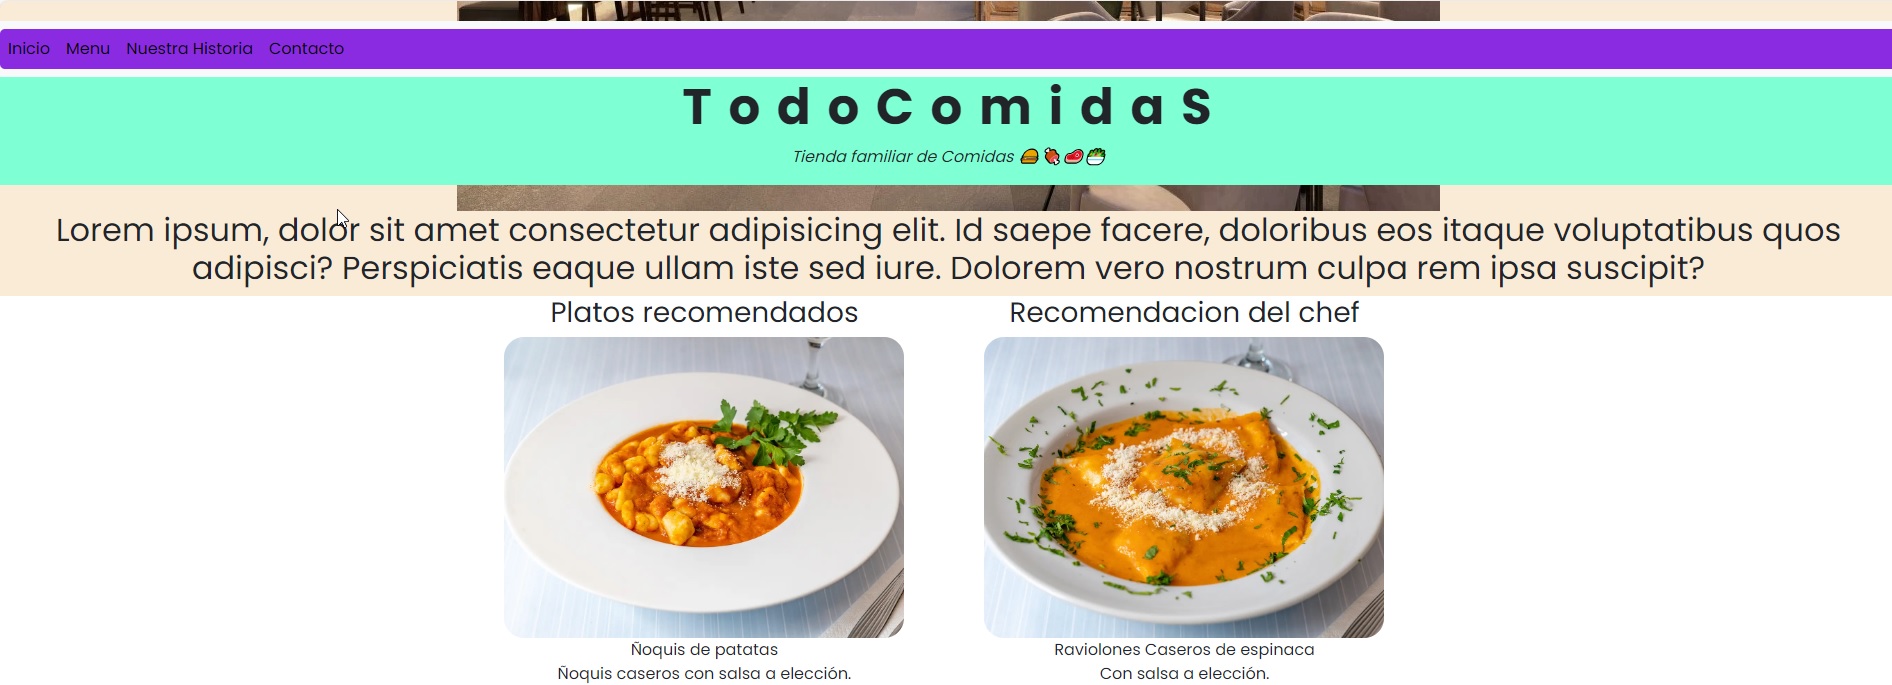 Inicio Menu Nuestra Historia Contacto
TodoComidaS
Tienda familiar de Comidas 🍔🍖🥩🥗
Lorem ipsum, dolor sit amet consectetur adipisicing elit. Id saepe facere, doloribus eos itaque voluptatibus quos
adipisci? Perspiciatis eaque ullam iste sed iure. Dolorem vero nostrum culpa rem ipsa suscipit?
Platos recomendados
Recomendacion del chef
Ñoquis de patatas
Ñoquis caseros con salsa a elección.
Raviolones Caseros de espinaca
Con salsa a elección.